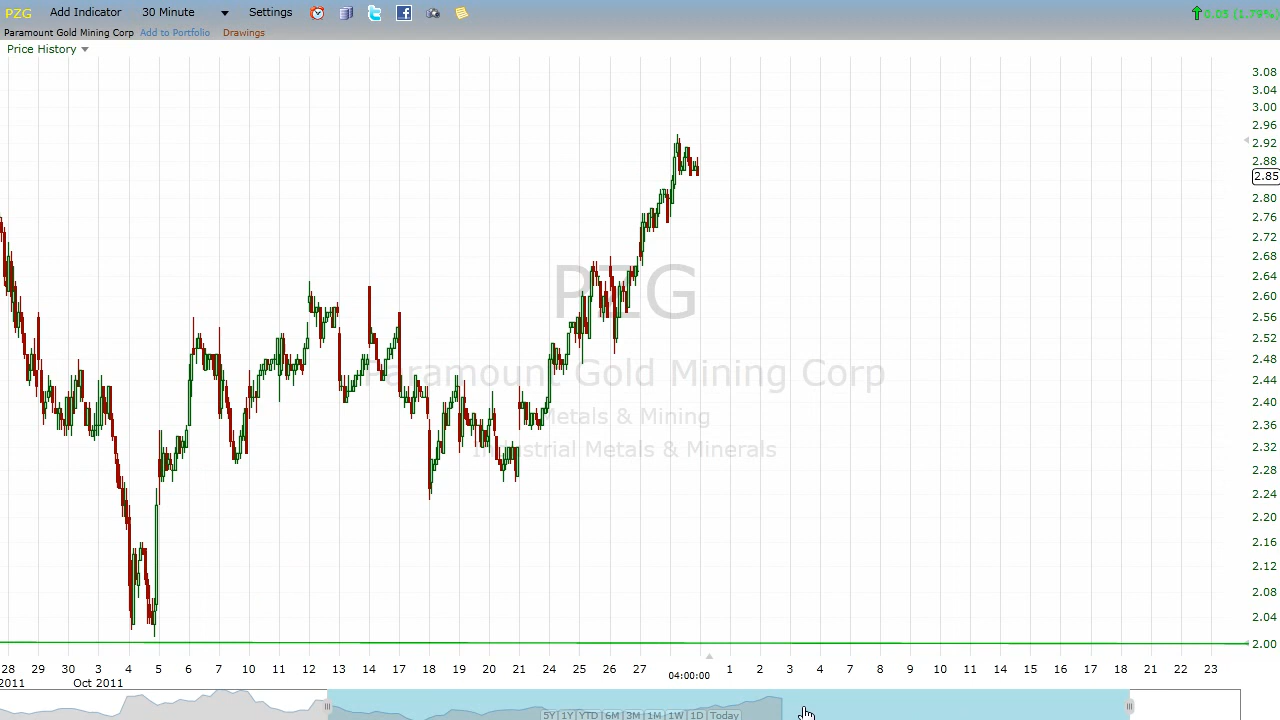 PZG Add Indicator 30 Minute Settings 0.05 (1.79%)
Paramount Gold Mining Corp Add to Portfolio Drawings
Price History
3.08
3.04
3.00
2.96
2.92
2.88
2.85
2.80
2.76
2.72
2.68
2.64
2.60
2.56
2.52
2.48
2.44
2.40
2.36
2.32
2.28
2.24
2.20
2.16
2.12
2.08
2.04
2.00
PZG
Paramount Gold Mining Corp
Metals & Mining
Industrial Metals & Minerals
28 29 30 3 4 5 6 7 10 11 12 13 14 17 18 19 20 21 24 25 26 27 1 2 3 4 7 8 9 10 11 14 15 16 17 18 21 22 23
2011 Oct 2011 04:00:00
5Y 1Y YTD 6M 3M 1M 1W 1D Today